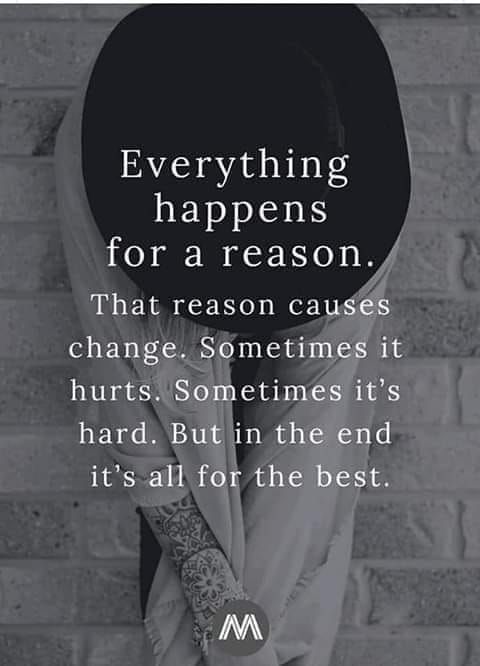 Everything
happens
for a reason.
That reason causes
change. Sometimes it
hurts. Sometimes it's
hard. But in the end
it's all for the best.